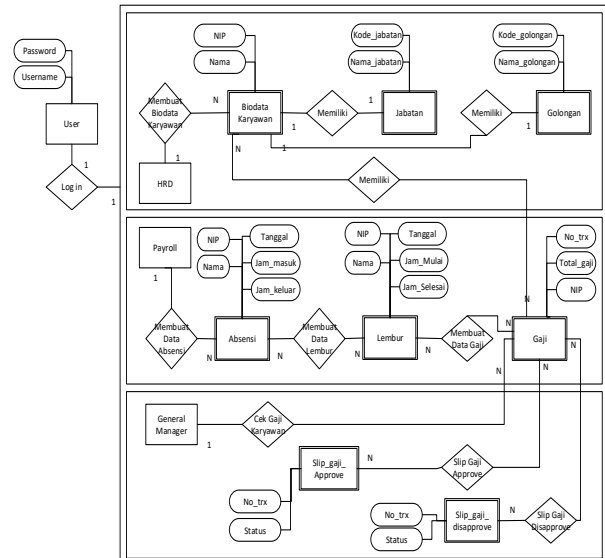 Password
Username
User
1
Log in
1
NIP
Nama
Membuat
Biodata
Karyawan
N
1
HRD
Biodata
Karyawan
1
Memiliki
1
Kode_jabatan
Nama_jabatan
Jabatan
Kode_golongan
Nama_golongan
Memiliki
1
Golongan
1
N
Memiliki
Payroll
1
Membuat
Data
Absensi
N
NIP
Nama
Tanggal
Jam_masuk
Jam_keluar
Absensi
N
Membuat
Data
Lembur
N
NIP
Nama
Tanggal
Jam_Mulai
Jam_Selesai
Lembur
N
Membuat
Data Gaji
N
N
No_trx
Total_gaji
NIP
Gaji
N
N
N
General
Manager
1
Cek Gaji
Karyawan
Slip_gaji_
Approve
N
Slip Gaji
Approve
No_trx
Status
No_trx
Status
Slip_gaji_
disapprove
N
Slip Gaji
Disapprove